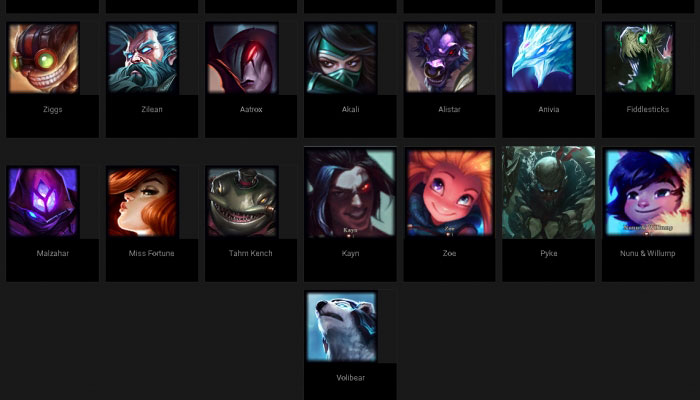 Ziggs
Zilean
Aatrox
Akali
Alistar
Anivia
Fiddlesticks
Kayn
Zoe
Nunu & Willump
Malzahar
Miss Fortune
Tahm Kench
Kayn
Zoe
Pyke
Nunu & Willump
Volibear